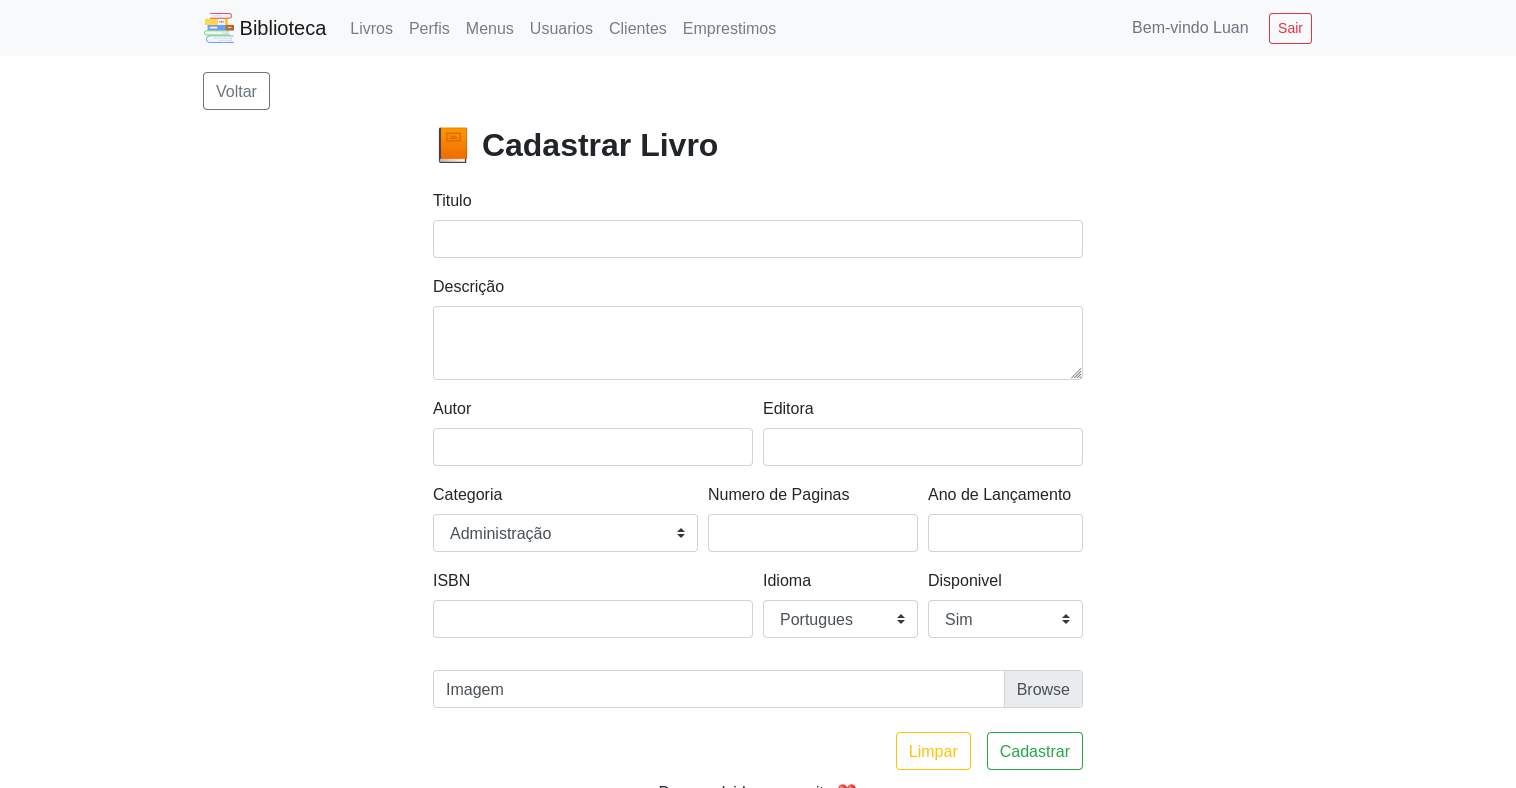 Biblioteca Livros Perfis Menus Usuarios Clientes Emprestimos Bem-vindo Luan Sair
Voltar
Cadastrar Livro
Titulo
Descrição
Autor Editora
Categoria Numero de Paginas Ano de Lançamento
Administração
ISBN Idioma Disponivel
Portugues Sim
Imagem Browse
Limpar Cadastrar